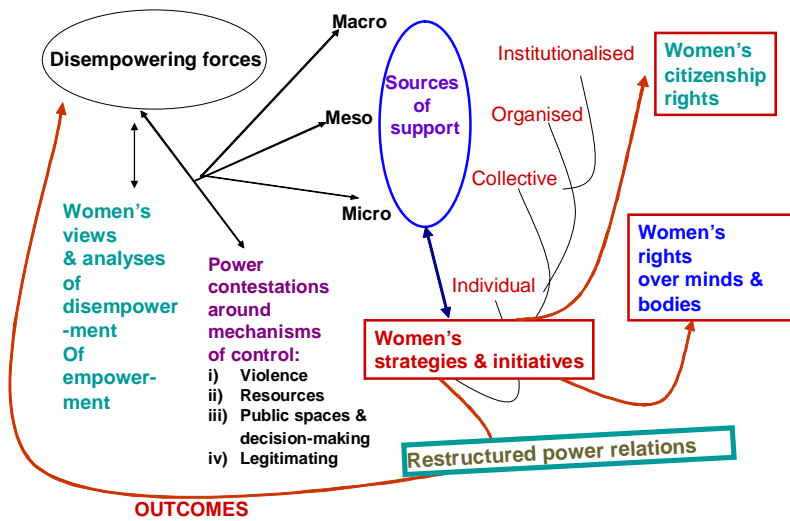 Disempowering forces
Macro
Meso
Micro
Sources
of
support
Institutionalised
Organised
Collective
Individual
Women's
citizenship
rights
Women's
views
& analyses
of
disempower
-ment
Of
empower-
ment
Power
contestations
around
mechanisms
of control:
i) Violence
ii) Resources
iii) Public spaces &
decision-making
iv) Legitimating
Women's
rights
over minds &
bodies
Women's
strategies & initiatives
Restructured power relations
OUTCOMES